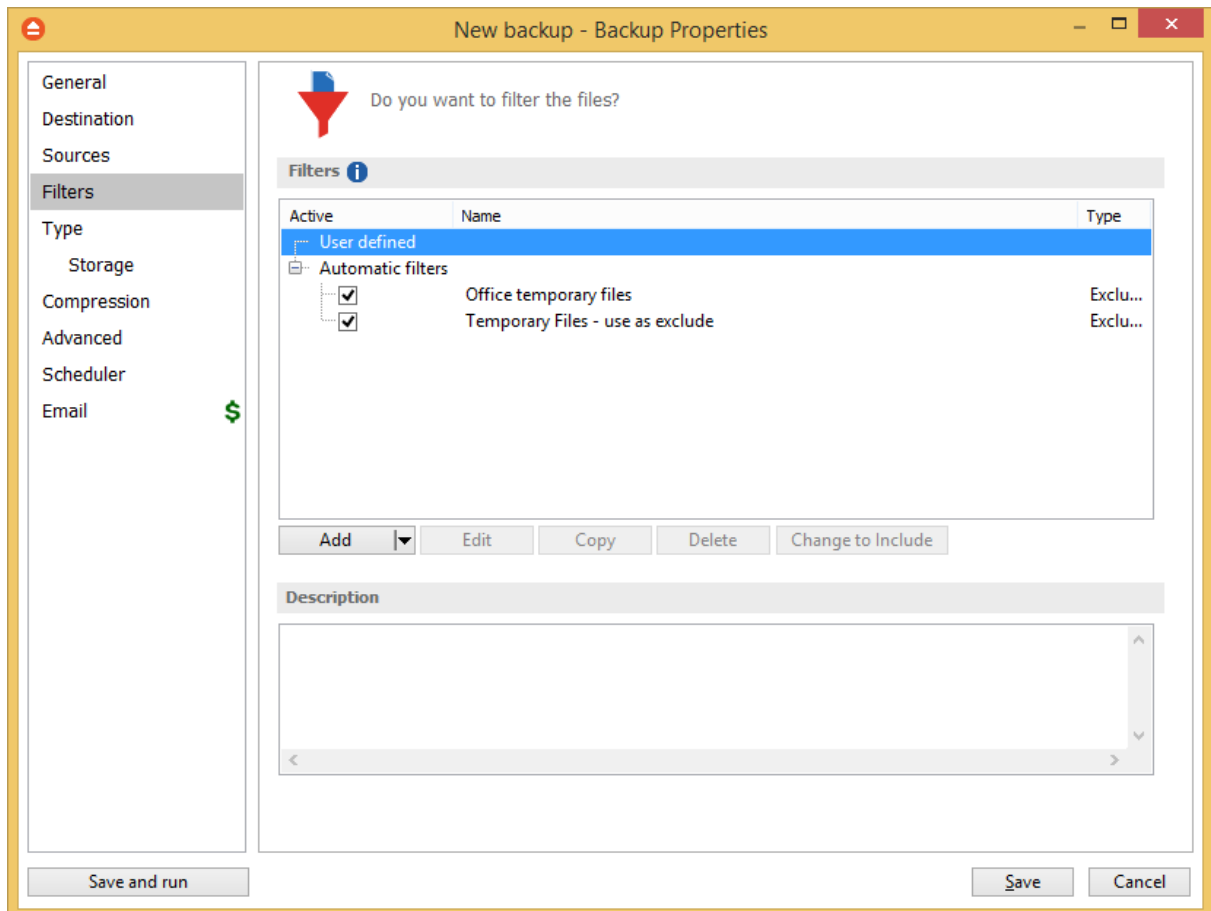 New backup - Backup Properties
General
Destination
Sources
Filters
Type
Storage
Compression
Advanced
Scheduler
Email $
Do you want to filter the files?
Filters i
Active Name Type
User defined
Automatic filters
Office temporary files Exclu...
Temporary Files - use as exclude Exclu...
Add Edit Copy Delete Change to Include
Description
Save and run Save Cancel